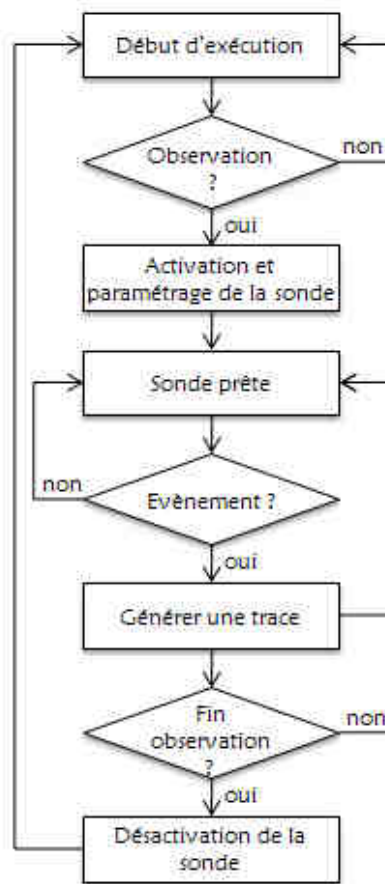 Début d'exécution
Observation
?
non
oui
Activation et
paramétrage de la sonde
Sonde prête
non
Evènement ?
oui
Générer une trace
Fin
observation
?
non
oui
Désactivation de la
sonde